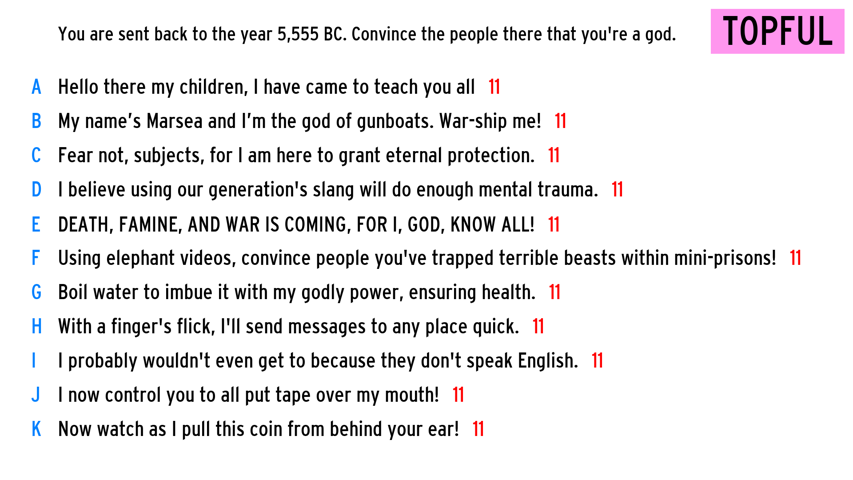 You are sent back to the year 5,555 BC. Convince the people there that you're a god.
TOPFUL
A Hello there my children, I have came to teach you all 11
B My name’s Marsea and I’m the god of gunboats. War-ship me! 11
C Fear not, subjects, for I am here to grant eternal protection. 11
D I believe using our generation's slang will do enough mental trauma. 11
E DEATH, FAMINE, AND WAR IS COMING, FOR I, GOD, KNOW ALL! 11
F Using elephant videos, convince people you've trapped terrible beasts within mini-prisons! 11
G Boil water to imbue it with my godly power, ensuring health. 11
H With a finger's flick, I'll send messages to any place quick. 11
I I probably wouldn't even get to because they don't speak English. 11
J I now control you to all put tape over my mouth! 11
K Now watch as I pull this coin from behind your ear! 11